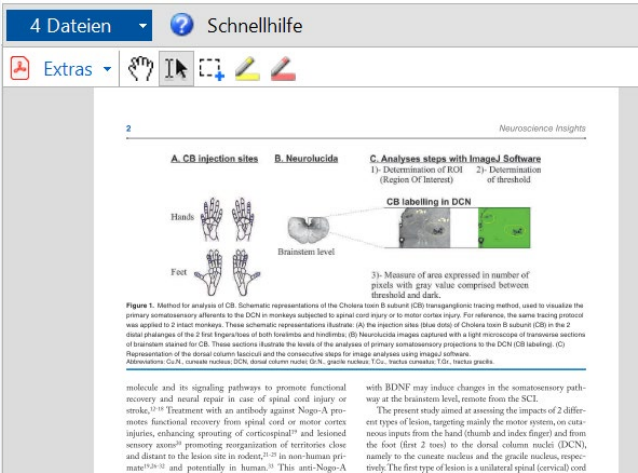 4 Dateien
Schnellhilfe
Extras
2
Neuroscience Insights
A. CB injection sites
B. Neurolucida
C. Analyses steps with ImageJ Software
1)- Determination of ROI
(Region Of Interest)
2)- Determination
of threshold
CB labelling in DCN
Hands
Brainstem level
Feet
3)- Measure of area expressed in number of
pixels with gray value comprised between
threshold and dark.
Figure 1. Method for analysis of CB. Schematic representations of the Cholera toxin B subunit (CB) transganglionic tracing method, used to visualize the
primary somatosensory afferents to the DCN in monkeys subjected to spinal cord injury or to motor cortex injury. For reference, the same tracing protocol
was applied to 2 intact monkeys. These schematic representations illustrate: (A) the injection sites (blue dots) of Cholera toxin B subunit (CB) in the 2
distal phalanges of the 2 first fingers/toes of both forelimbs and hindlimbs; (B) Neurolucida images captured with a light microscope of transverse sections
of brainstem stained for CB. These sections illustrate the levels of the analyses of primary somatosensory projections to the DCN (CB labeling). (C)
Representation of the dorsal column fasciculi and the consecutive steps for image analyses using imageJ software.
Abbreviations: Cu.N., cuneate nucleus; DCN, dorsal column nuclei; Gr.N., gracile nucleus; T.Cu., tractus cuneatus; T.Gr., tractus gracilis.
molecule and its signaling pathways to promote functional
recovery and neural repair in case of spinal cord injury or
stroke. Treatment with an antibody against Nogo-A pro-
motes functional recovery from spinal cord or motor cortex
injuries, enhancing sprouting of corticospinal and lesioned
sensory axons promoting reorganization of territories close
and distant to the lesion site in rodent, in non-human pri-
mate and potentially in human. This anti-Nogo-A
with BDNF may induce changes in the somatosensory path-
way at the brainstem level, remote from the SCI.
The present study aimed at assessing the impacts of 2 differ-
ent types of lesion, targeting mainly the motor system, on cuta-
neous inputs from the hand (thumb and index finger) and from
the foot (first 2 toes) to the dorsal column nuclei (DCN),
namely to the cuneate nucleus and the gracile nucleus, respec-
tively. The first type of lesion is a unilateral spinal (cervical) cord